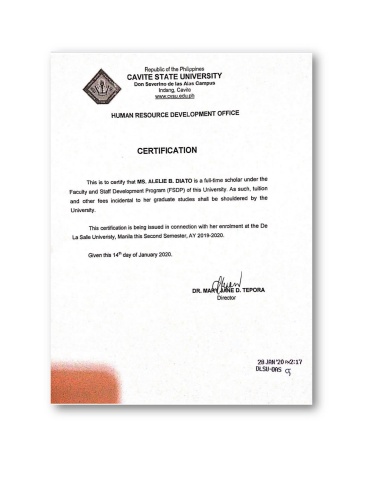 Republic of the Philippines
CAVITE STATE UNIVERSITY
Don Severino de las Alas Campus
Indang, Cavite
www.cvsu.edu.ph
HUMAN RESOURCE DEVELOPMENT OFFICE
CERTIFICATION
This is to certify that MS. ALELIE B. DIATO is a full-time scholar under the
Faculty and Staff Development Program (FSDP) of this University. As such, tuition
and other fees incidental to her graduate studies shall be shouldered by the
University.
This certification is being issued in connection with her enrolment at the De
La Salle University, Manila this Second Semester, AY 2019-2020.
Given this 14th day of January 2020.
DR. MARY JANE D. TEPORA
Director
20 JAN '20 PM2:17
DLSU-OAS